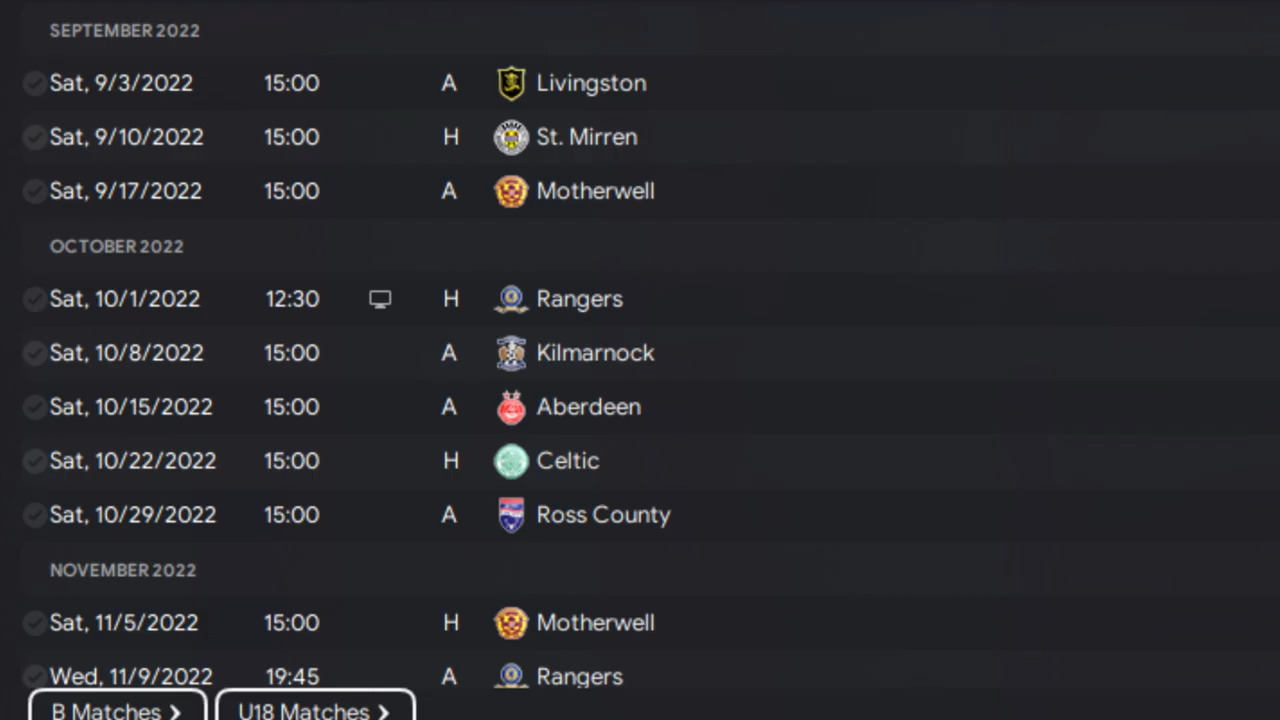 SEPTEMBER 2022
Sat, 9/3/2022 15:00 A Livingston
Sat, 9/10/2022 15:00 H St. Mirren
Sat, 9/17/2022 15:00 A Motherwell
OCTOBER 2022
Sat, 10/1/2022 12:30 H Rangers
Sat, 10/8/2022 15:00 A Kilmarnock
Sat, 10/15/2022 15:00 A Aberdeen
Sat, 10/22/2022 15:00 H Celtic
Sat, 10/29/2022 15:00 A Ross County
NOVEMBER 2022
Sat, 11/5/2022 15:00 H Motherwell
Wed, 11/9/2022 19:45 A Rangers
B Matches U18 Matches